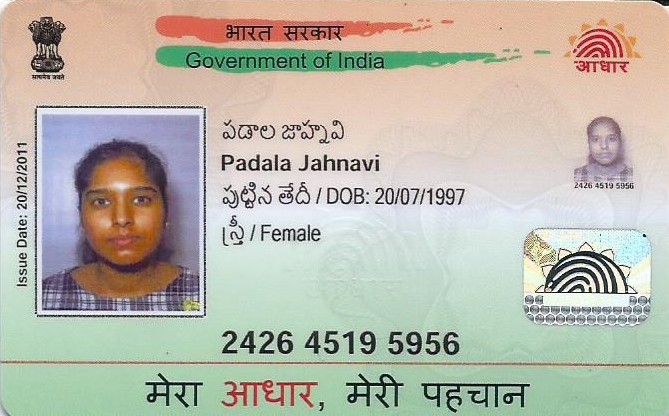 सत्यमेव जयते
भारत सरकार
Government of India
आधार
Issue Date: 20/12/2011
పడాల జాహ్నవి
Padala Jahnavi
పుట్టిన తేదీ / DOB: 20/07/1997
స్త్రీ / Female
2426 4519 5956
2426 4519 5956
मेरा आधार, मेरी पहचान